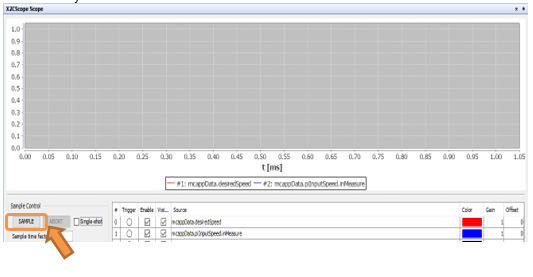 X2CScope Scope
1.0
0.9
0.8
0.7
0.6
0.5
0.4
0.3
0.2
0.1
0.0
0.00 0.05 0.10 0.15 0.20 0.25 0.30 0.35 0.40 0.45 0.50 0.55 0.60 0.65 0.70 0.75 0.80 0.85 0.90 0.95 1.00 1.05
t [ms]
#1: mcappData.desiredSpeed #2: mcappData.pIInputSpeed.inMeasure
Sample Control
SAMPLE ABORT Single-shot
Sample time fact
# Trigger Enable Visi... Source Color Gain Offset
0 mcappData.desiredSpeed 1 0
1 mcappData.pIInputSpeed.inMeasure 1 0